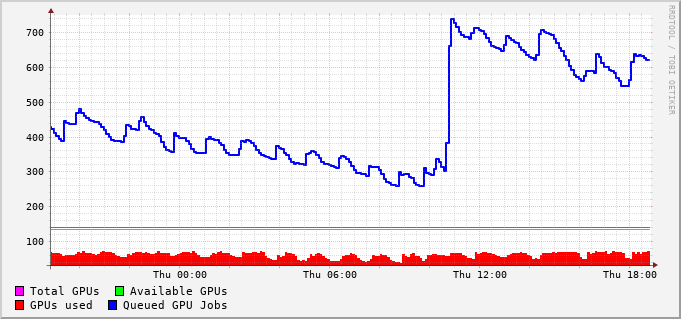 700
600
500
400
300
200
100
Thu 00:00 Thu 06:00 Thu 12:00 Thu 18:00
Total GPUs Available GPUs
GPUs used Queued GPU Jobs
RRDTOOL / TOBI OETIKER